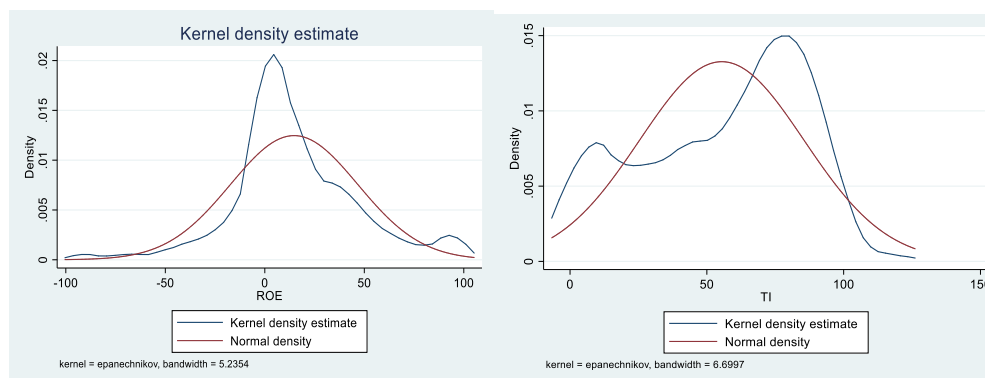 Kernel density estimate
Density
0
.005
.01
.015
.02
-100
-50
0
50
100
ROE
Kernel density estimate
Normal density
kernel = epanechnikov, bandwidth = 5.2354
Density
0
.005
.01
.015
0
50
100
150
TI
Kernel density estimate
Normal density
kernel = epanechnikov, bandwidth = 6.6997